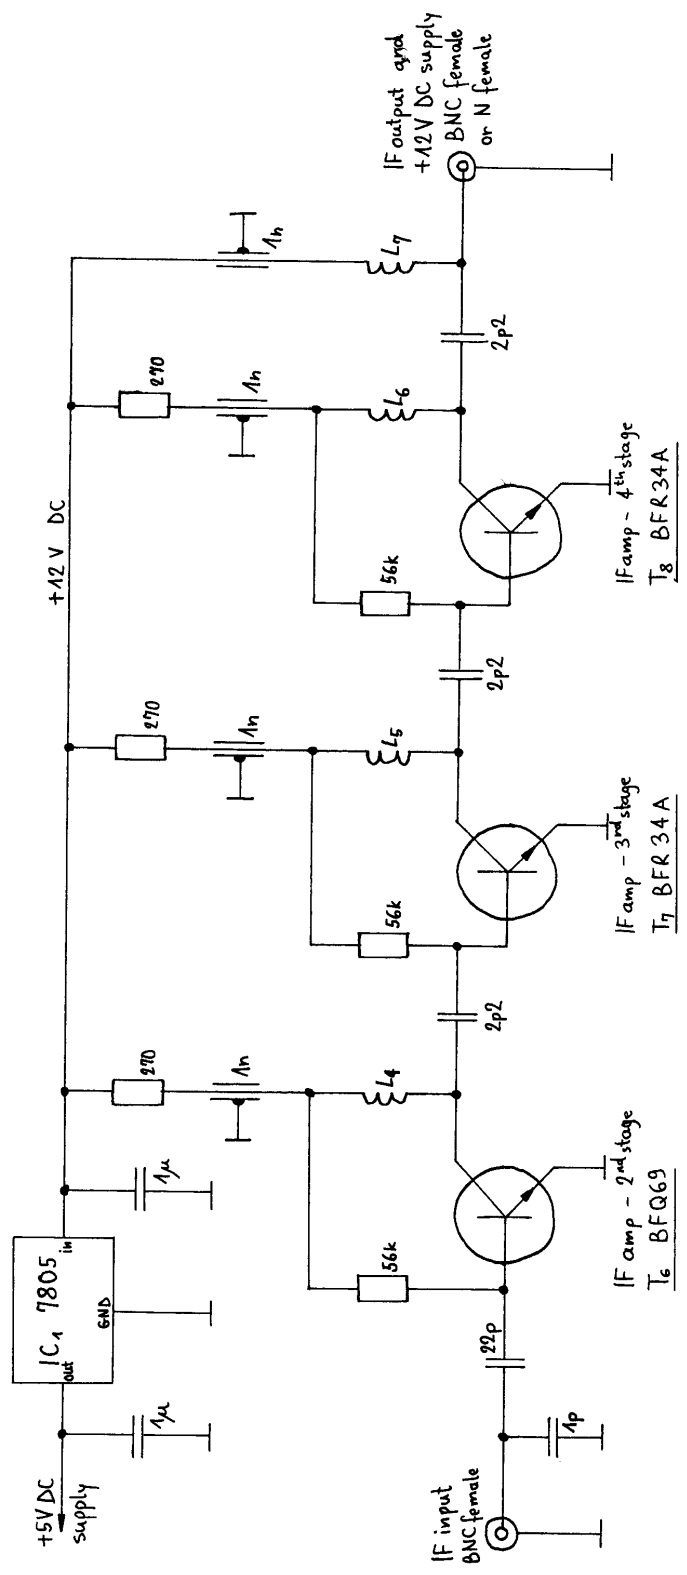 +5V DC
supply
IC1 7805
out
in
GND
1µ
1µ
+12V DC
270
270
270
1n
1n
1n
1n
56k
56k
56k
L4
L5
L6
L7
IF output and
+12V DC supply
BNC female
or N female
IF input
BNC female
1p
22p
2p2
2p2
2p2
IF amp - 2nd stage
T6 BFQ69
IF amp - 3rd stage
T7 BFR34A
IF amp - 4th stage
T8 BFR34A